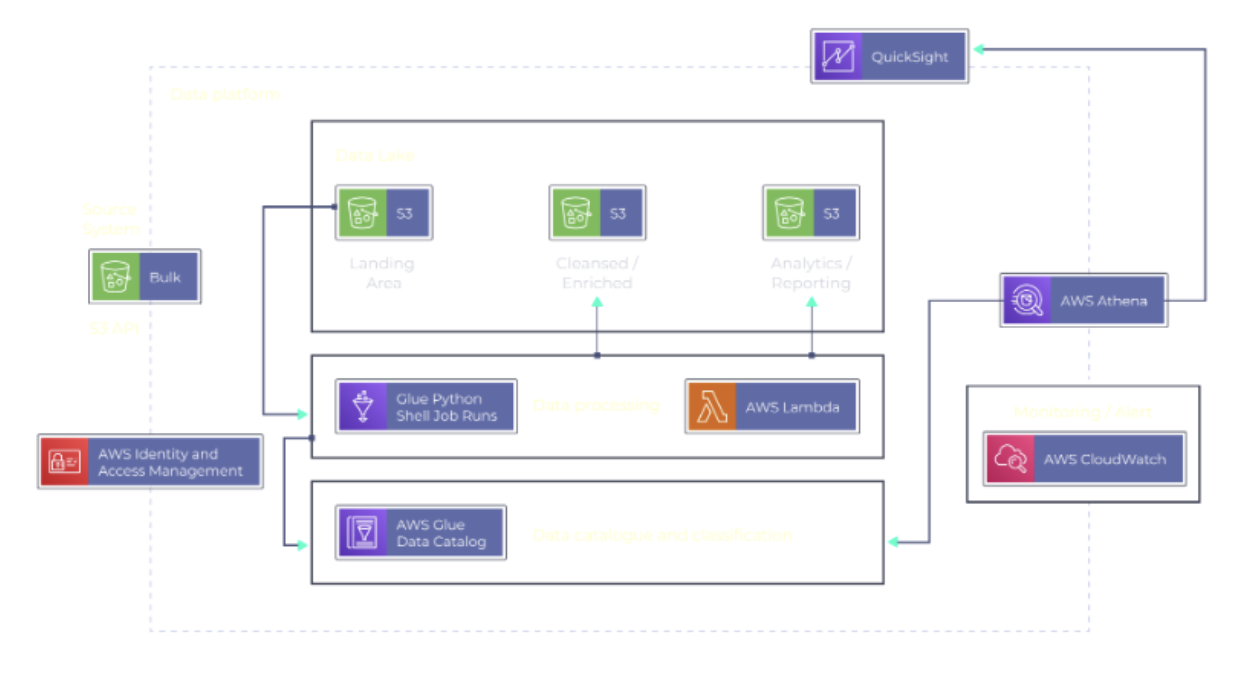 QuickSight
Data platform
Data Lake
S3
S3
S3
Landing
Area
Cleansed /
Enriched
Analytics /
Reporting
Source
System
Bulk
S3 API
AWS Athena
Glue Python
Shell Job Runs
Data processing
AWS Lambda
Monitoring / Alert
AWS CloudWatch
AWS Identity and
Access Management
AWS Glue
Data Catalog
Data catalogue and classification